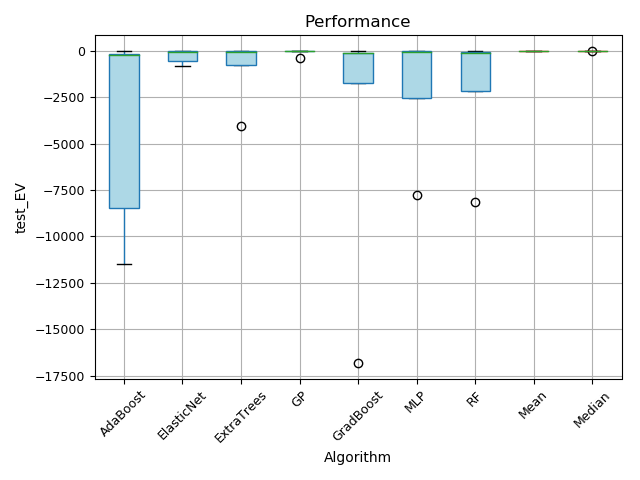 Performance
test_EV
0
−2500
−5000
−7500
−10000
−12500
−15000
−17500
AdaBoost
ElasticNet
ExtraTrees
GP
GradBoost
MLP
RF
Mean
Median
Algorithm